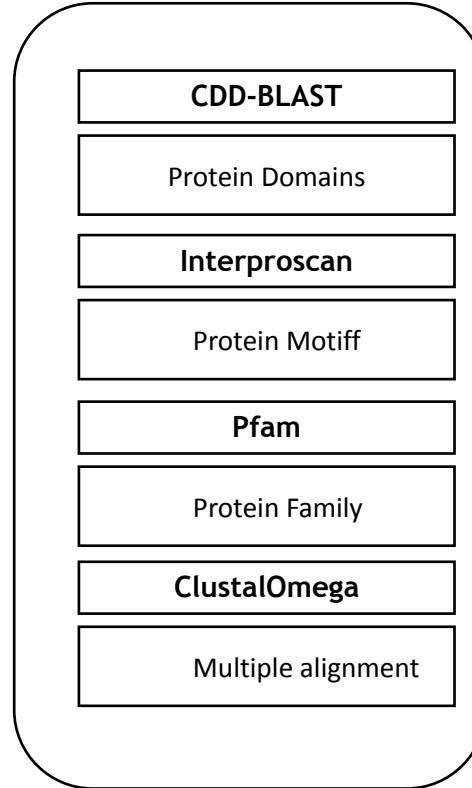 CDD-BLAST
Protein Domains
Interproscan
Protein Motiff
Pfam
Protein Family
ClustalOmega
Multiple alignment